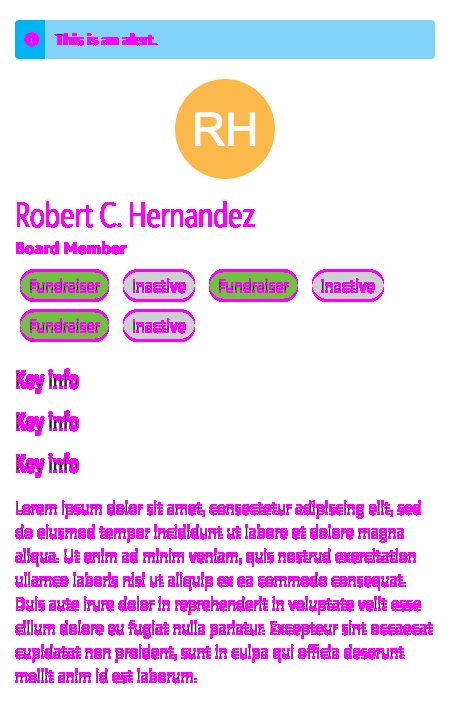 This is an alert.
RH
Robert C. Hernandez
Board Member
Fundraiser Inactive Fundraiser Inactive
Fundraiser Inactive
Key info
Key info
Key info
Lorem ipsum dolor sit amet, consectetur adipiscing elit, sed
do eiusmod tempor incididunt ut labore et dolore magna
aliqua. Ut enim ad minim veniam, quis nostrud exercitation
ullamco laboris nisi ut aliquip ex ea commodo consequat.
Duis aute irure dolor in reprehenderit in voluptate velit esse
cillum dolore eu fugiat nulla pariatur. Excepteur sint occaecat
cupidatat non proident, sunt in culpa qui officia deserunt
mollit anim id est laborum.